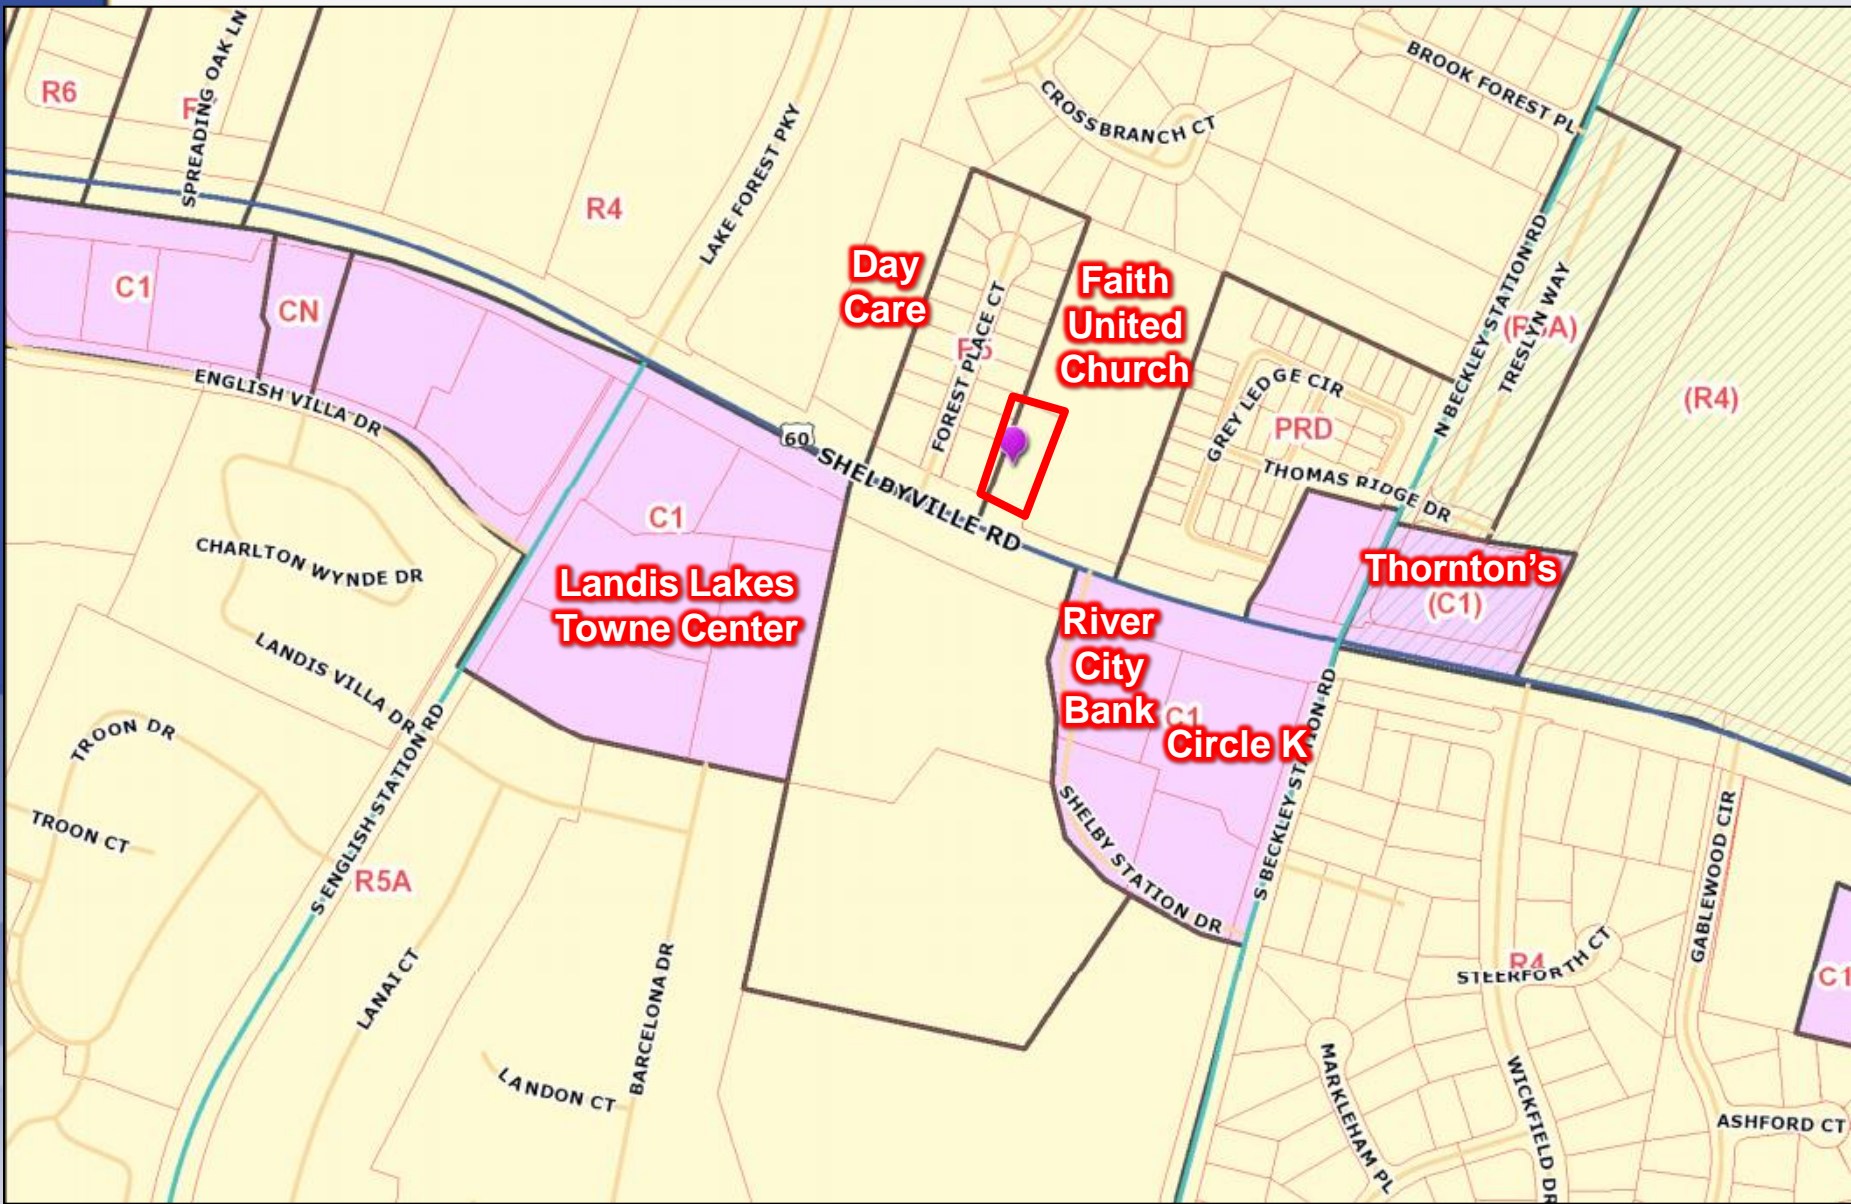 BROOK FOREST PL
SPREADING OAK LN
R6
CROSSBRANCH CT
LAKE FOREST PKY
R4
Day
Care
Faith
United
Church
C1
CN
N BECKLEY STATION RD
TRESLYN WAY
FOREST PLACE CT
GREY LEDGE CIR
PRD
(R4)
ENGLISH VILLA DR
60
SHELBYVILLE RD
THOMAS RIDGE DR
C1
CHARLTON WYNDE DR
Landis Lakes
Towne Center
Thornton's
(C1)
River
City
Bank
C1
Circle K
LANDIS VILLA DR
TROON DR
S ENGLISH STATION RD
S BECKLEY STATION RD
TROON CT
R5A
SHELBY STATION DR
GABLEWOOD CIR
LANAI CT
BARCELONA DR
R4
STEERFORTH CT
C1
LANDON CT
MARKLEHAM PL
WICKFIELD DR
ASHFORD CT